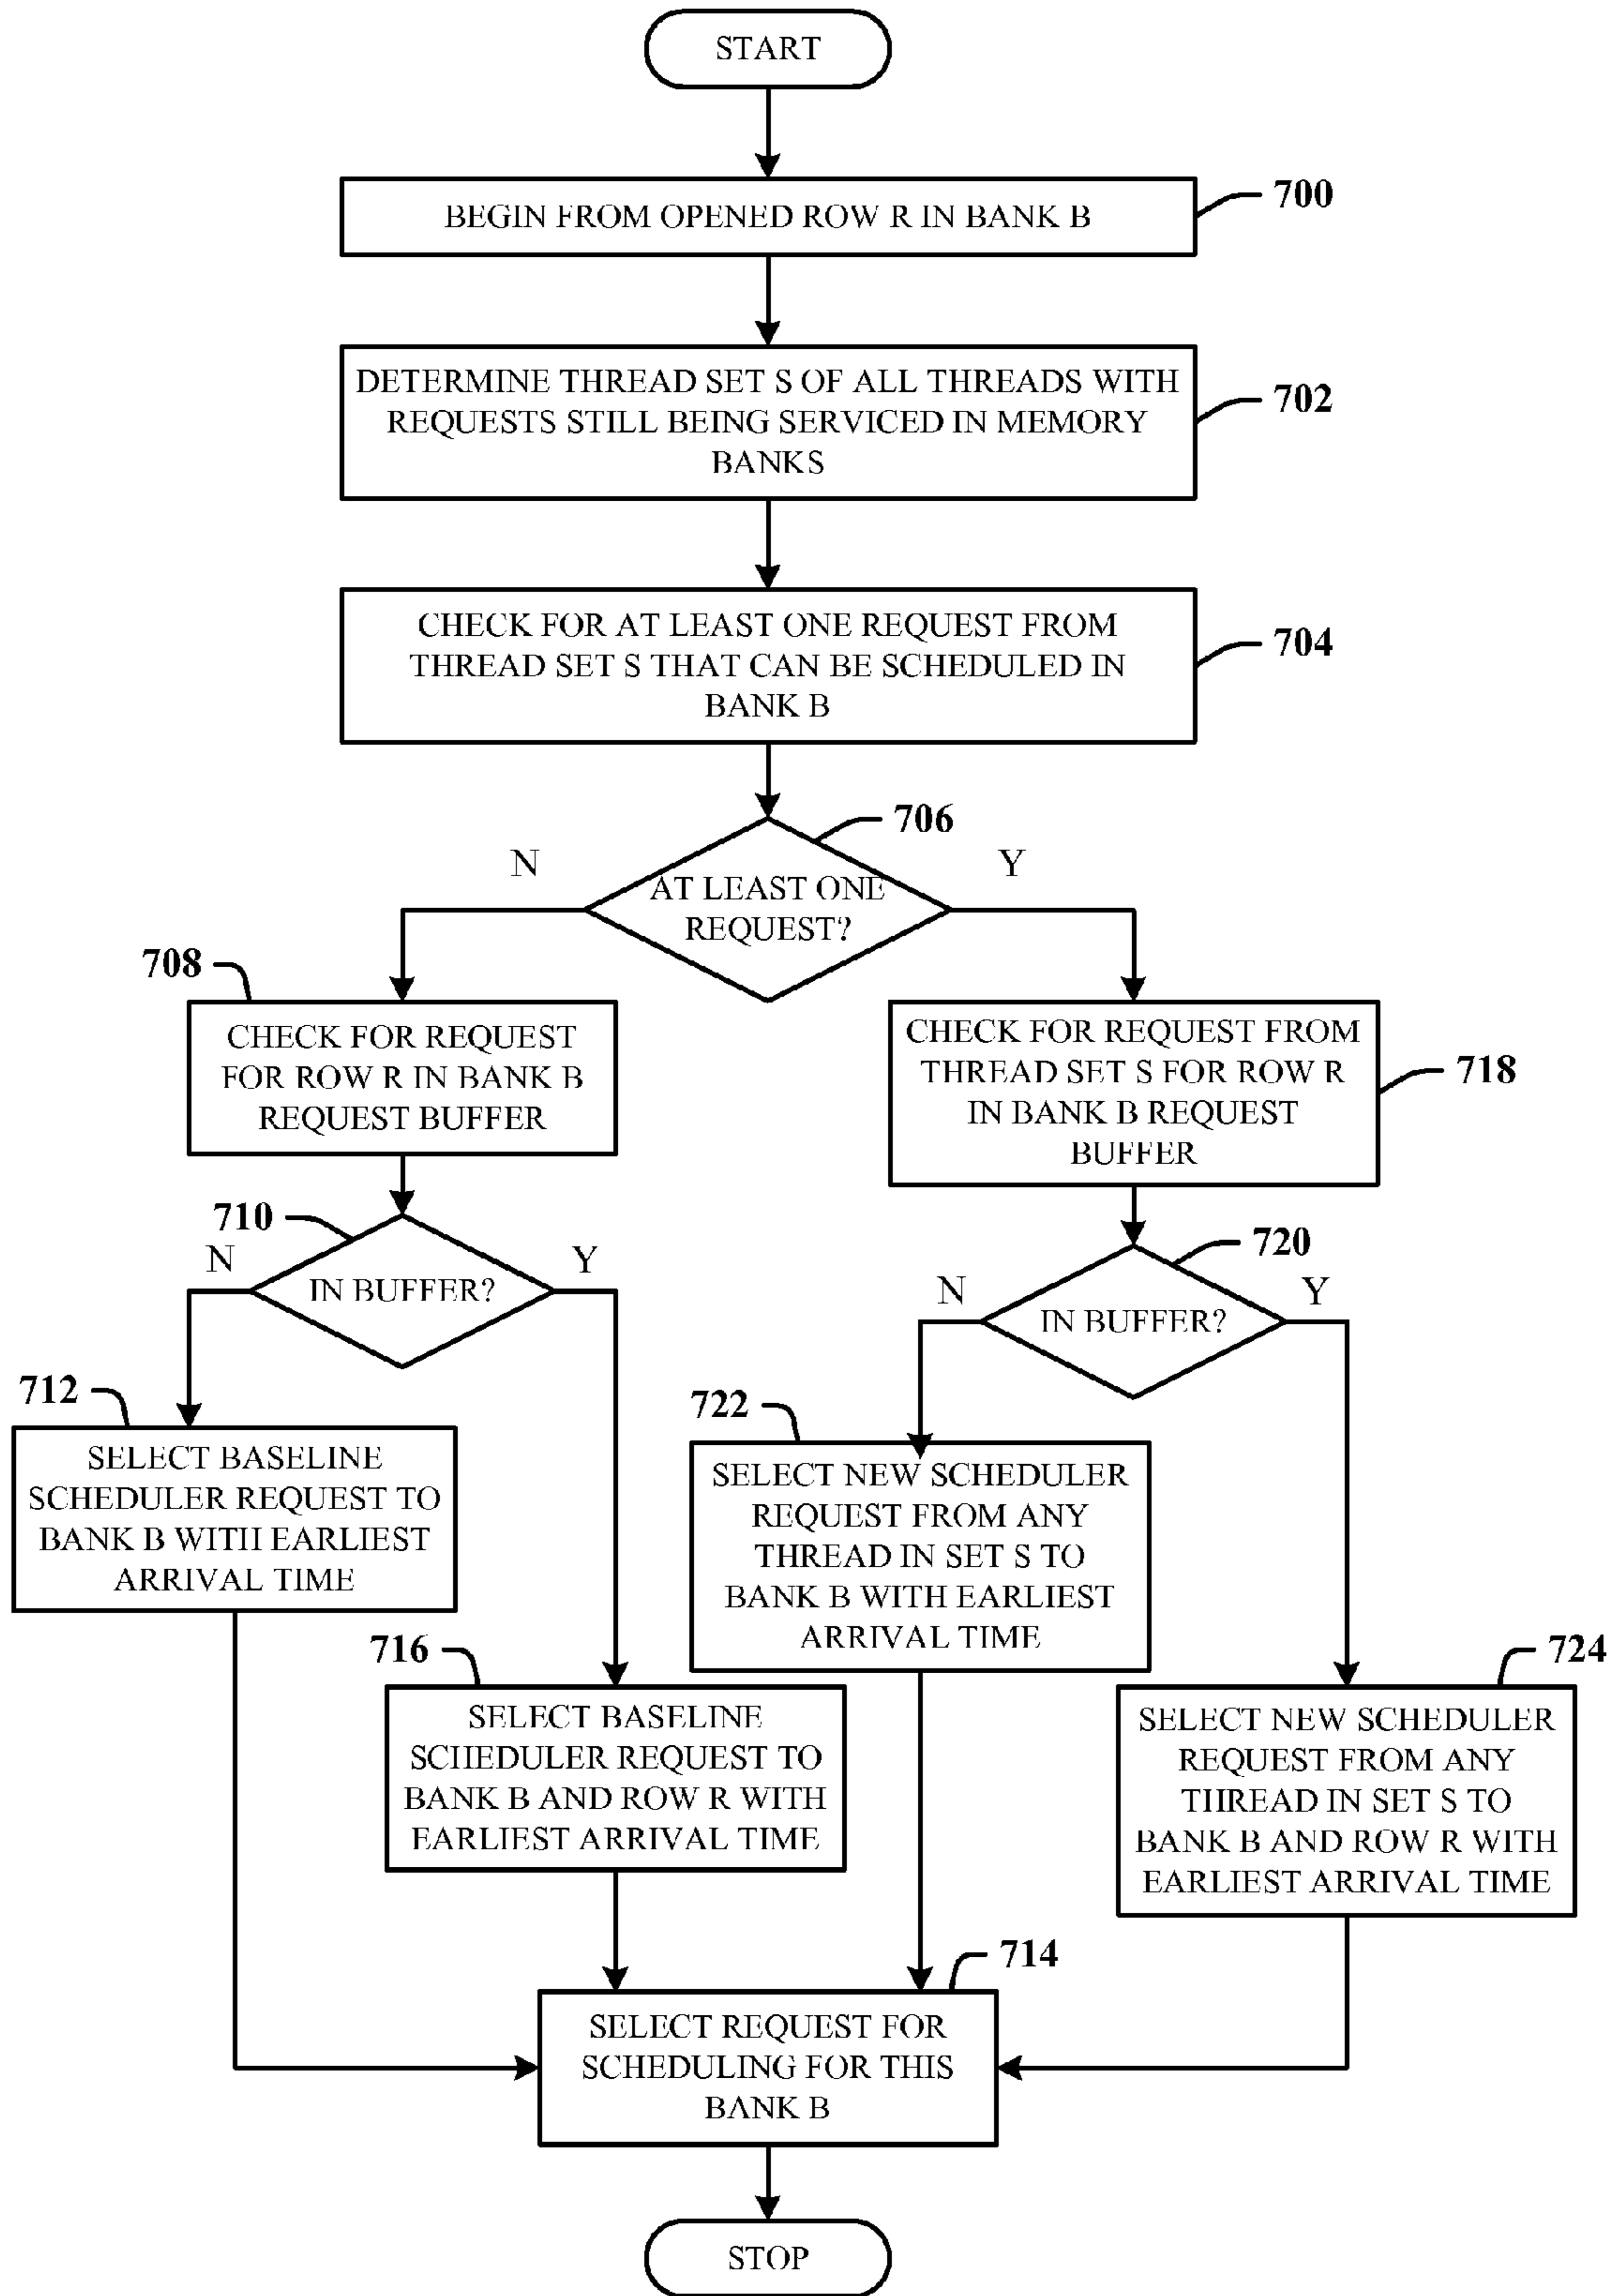 START
BEGIN FROM OPENED ROW R IN BANK B
700
DETERMINE THREAD SET S OF ALL THREADS WITH
REQUESTS STILL BEING SERVICED IN MEMORY
BANKS
702
CHECK FOR AT LEAST ONE REQUEST FROM
THREAD SET S THAT CAN BE SCHEDULED IN
BANK B
704
706
N
Y
AT LEAST ONE
REQUEST?
708
CHECK FOR REQUEST
FOR ROW R IN BANK B
REQUEST BUFFER
CHECK FOR REQUEST FROM
THREAD SET S FOR ROW R
IN BANK B REQUEST
BUFFER
718
710
N
Y
IN BUFFER?
720
N
Y
IN BUFFER?
712
SELECT BASELINE
SCHEDULER REQUEST TO
BANK B WITH EARLIEST
ARRIVAL TIME
722
SELECT NEW SCHEDULER
REQUEST FROM ANY
THREAD IN SET S TO
BANK B WITH EARLIEST
ARRIVAL TIME
716
SELECT BASELINE
SCHEDULER REQUEST TO
BANK B AND ROW R WITH
EARLIEST ARRIVAL TIME
724
SELECT NEW SCHEDULER
REQUEST FROM ANY
THREAD IN SET S TO
BANK B AND ROW R WITH
EARLIEST ARRIVAL TIME
714
SELECT REQUEST FOR
SCHEDULING FOR THIS
BANK B
STOP